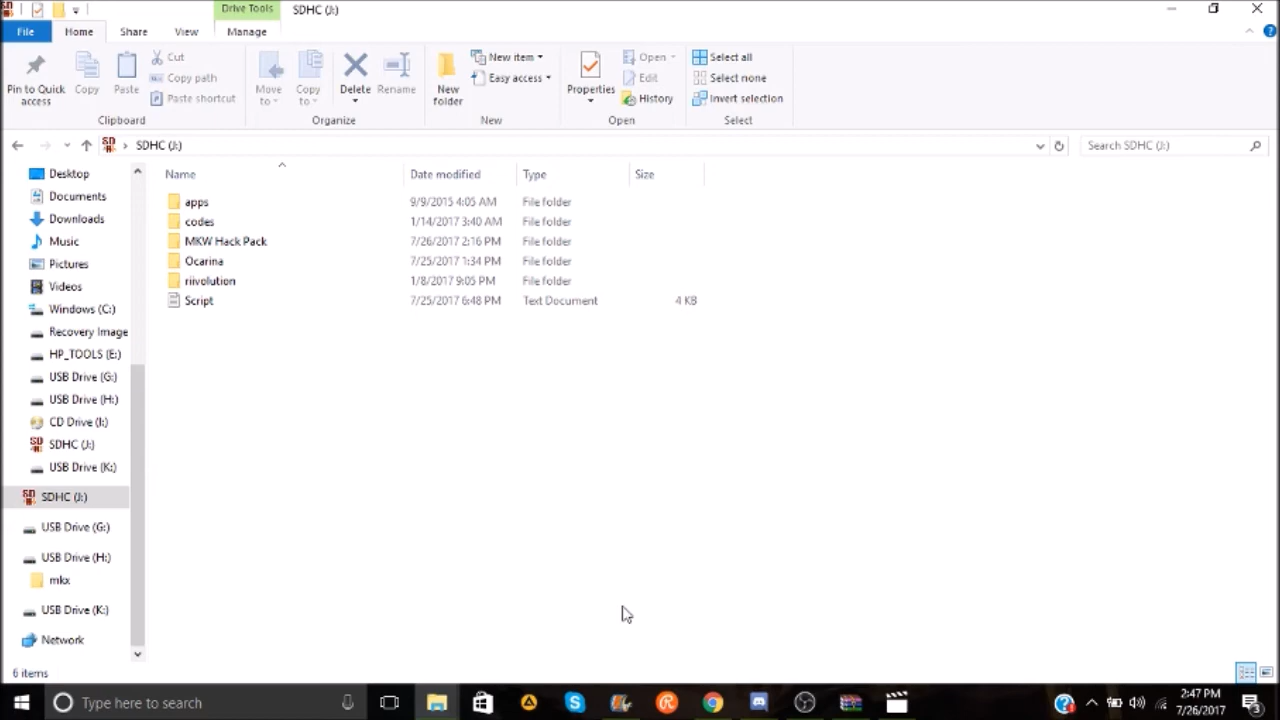 Drive Tools SDHC (J:)
File Home Share View Manage
Pin to Quick access
Copy
Paste
Cut
Copy path
Paste shortcut
Clipboard
Move to
Copy to
Delete
Rename
Organize
New folder
New item
Easy access
New
Properties
Open
Edit
History
Open
Select all
Select none
Invert selection
Select
SDHC (J:)
Search SDHC (J:)
Desktop
Documents
Downloads
Music
Pictures
Videos
Windows (C:)
Recovery Image
HP_TOOLS (E:)
USB Drive (G:)
USB Drive (H:)
CD Drive (I:)
SDHC (J:)
USB Drive (K:)
SDHC (J:)
USB Drive (G:)
USB Drive (H:)
mkx
USB Drive (K:)
Network
Name Date modified Type Size
apps 9/9/2015 4:05 AM File folder
codes 1/14/2017 3:40 AM File folder
MKW Hack Pack 7/26/2017 2:16 PM File folder
Ocarina 7/25/2017 1:34 PM File folder
riivolution 1/8/2017 9:05 PM File folder
Script 7/25/2017 6:48 PM Text Document 4 KB
6 items
Type here to search
2:47 PM
7/26/2017
3